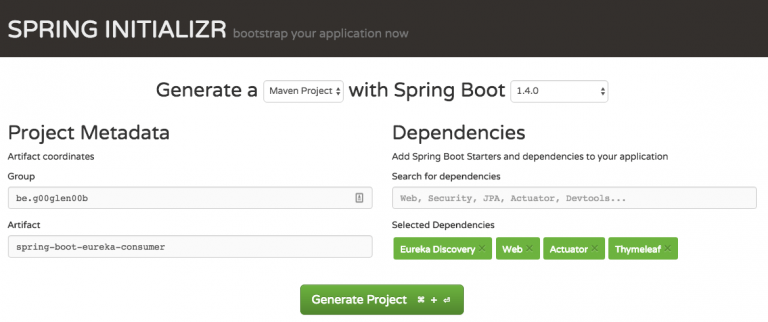 SPRING INITIALIZR bootstrap your application now
Generate a Maven Project with Spring Boot 1.4.0
Project Metadata
Artifact coordinates
Group
be.g00glen00b
Artifact
spring-boot-eureka-consumer
Dependencies
Add Spring Boot Starters and dependencies to your application
Search for dependencies
Web, Security, JPA, Actuator, Devtools...
Selected Dependencies
Eureka Discovery × Web × Actuator × Thymeleaf ×
Generate Project ⌘ + ⏎